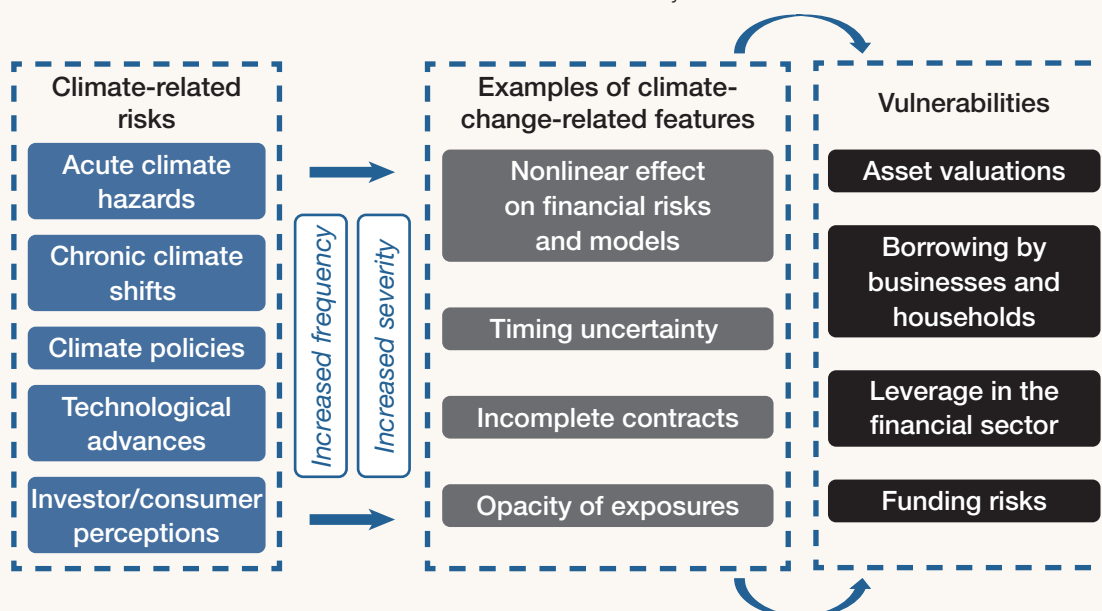 Climate-related
risks
Acute climate
hazards
Chronic climate
shifts
Climate policies
Technological
advances
Investor/consumer
perceptions
Increased frequency
Increased severity
Examples of climate-
change-related features
Nonlinear effect
on financial risks
and models
Timing uncertainty
Incomplete contracts
Opacity of exposures
Vulnerabilities
Asset valuations
Borrowing by
businesses and
households
Leverage in the
financial sector
Funding risks